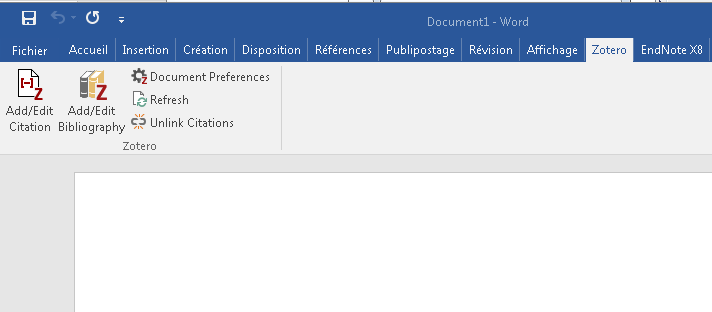 Document1 - Word
Fichier Accueil Insertion Création Disposition Références Publipostage Révision Affichage Zotero EndNote X8
Add/Edit Citation
Add/Edit Bibliography
Document Preferences
Refresh
Unlink Citations
Zotero